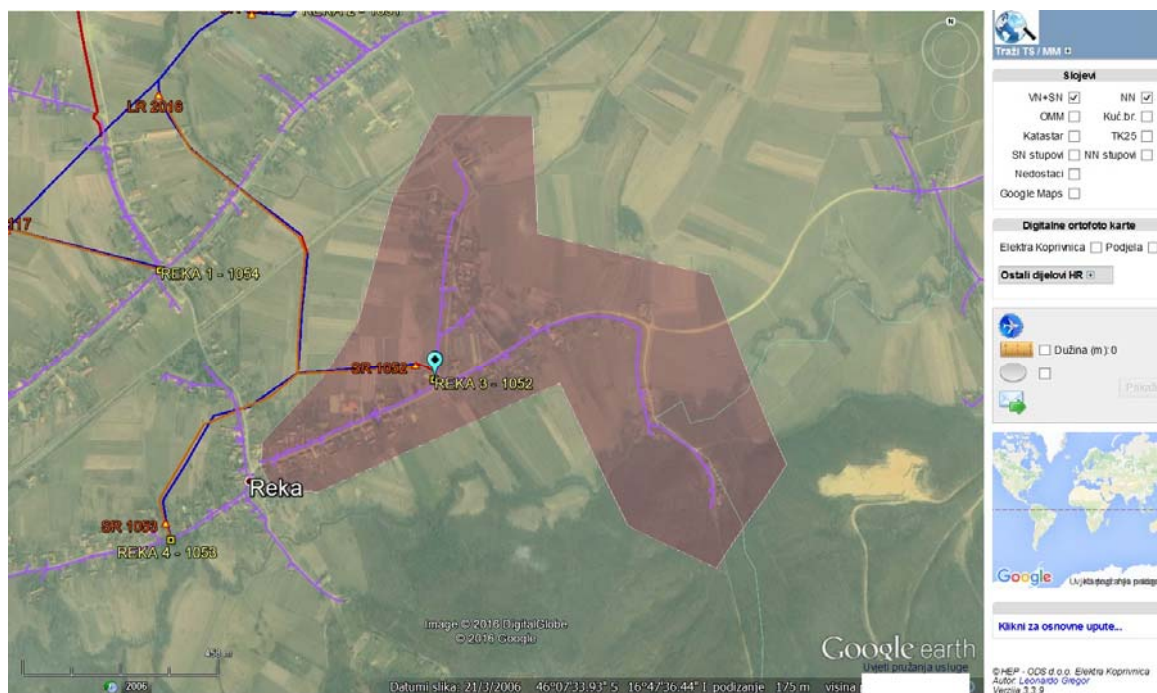 REKA 2 - 1051
LR 2016
117
REKA 1 - 1054
SR 1052
REKA 3 - 1052
Reka
SR 1053
REKA 4 - 1053
N
Image © 2016 DigitalGlobe
© 2016 Google
Google earth
Uvjeti pružanja usluge
458 m
2006
Datumi slika: 21/3/2006 46°07'33.93" S 16°47'36.44" I podizanje 175 m visina
Traži TS / MM
Slojevi
VN+SN NN
OMM Kuć.br.
Katastar TK25
SN stupovi NN stupovi
Nedostaci
Google Maps
Digitalne ortofoto karte
Elektra Koprivnica Podjela
Ostali dijelovi HR
Dužina (m):0
Google
Klikni za osnovne upute...
© HEP - ODS d.o.o. Elektra Koprivnica
Autor: Leonardo Gregor
Verzija 3.3.9